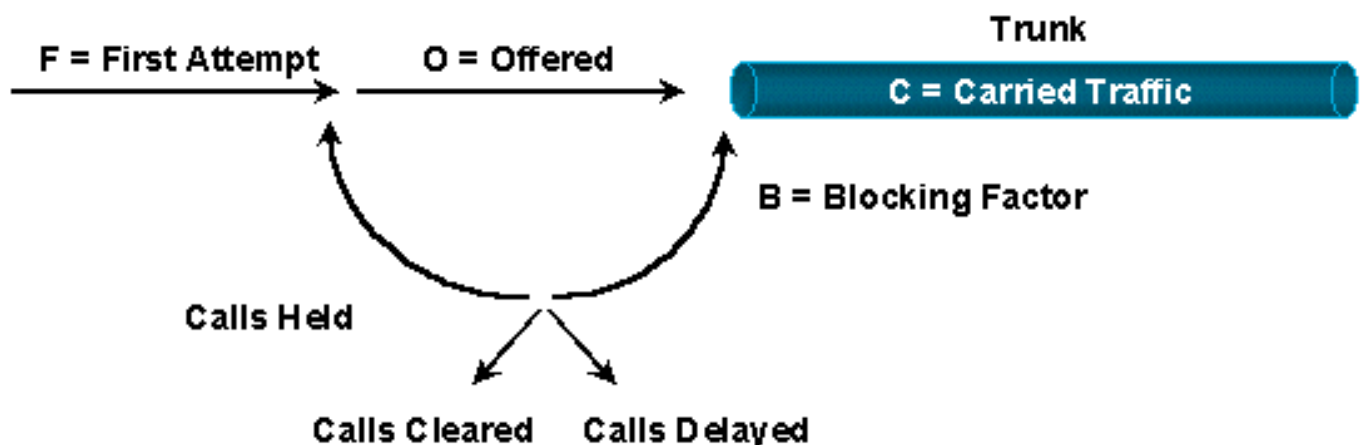 Trunk
F = First Attempt
O = Offered
C = Carried Traffic
B = Blocking Factor
Calls Held
Calls Cleared
Calls Delayed